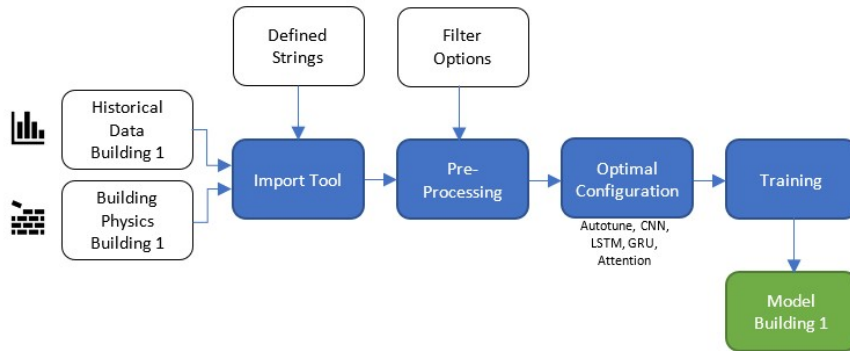 Defined
Strings
Filter
Options
Historical
Data
Building 1
Building
Physics
Building 1
Import Tool
Pre-
Processing
Optimal
Configuration
Training
Autotune, CNN,
LSTM, GRU,
Attention
Model
Building 1